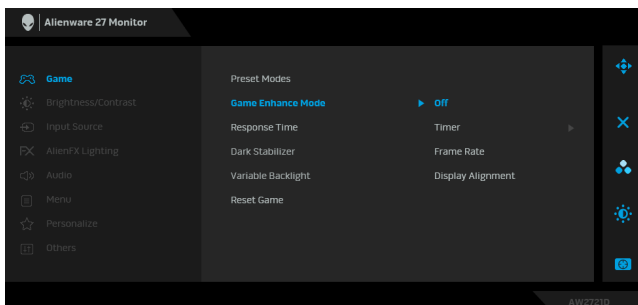 Alienware 27 Monitor
Game
Brightness/Contrast
Input Source
AlienFX Lighting
Audio
Menu
Personalize
Others
Preset Modes
Game Enhance Mode
Response Time
Dark Stabilizer
Variable Backlight
Reset Game
Off
Timer
Frame Rate
Display Alignment
AW2721D